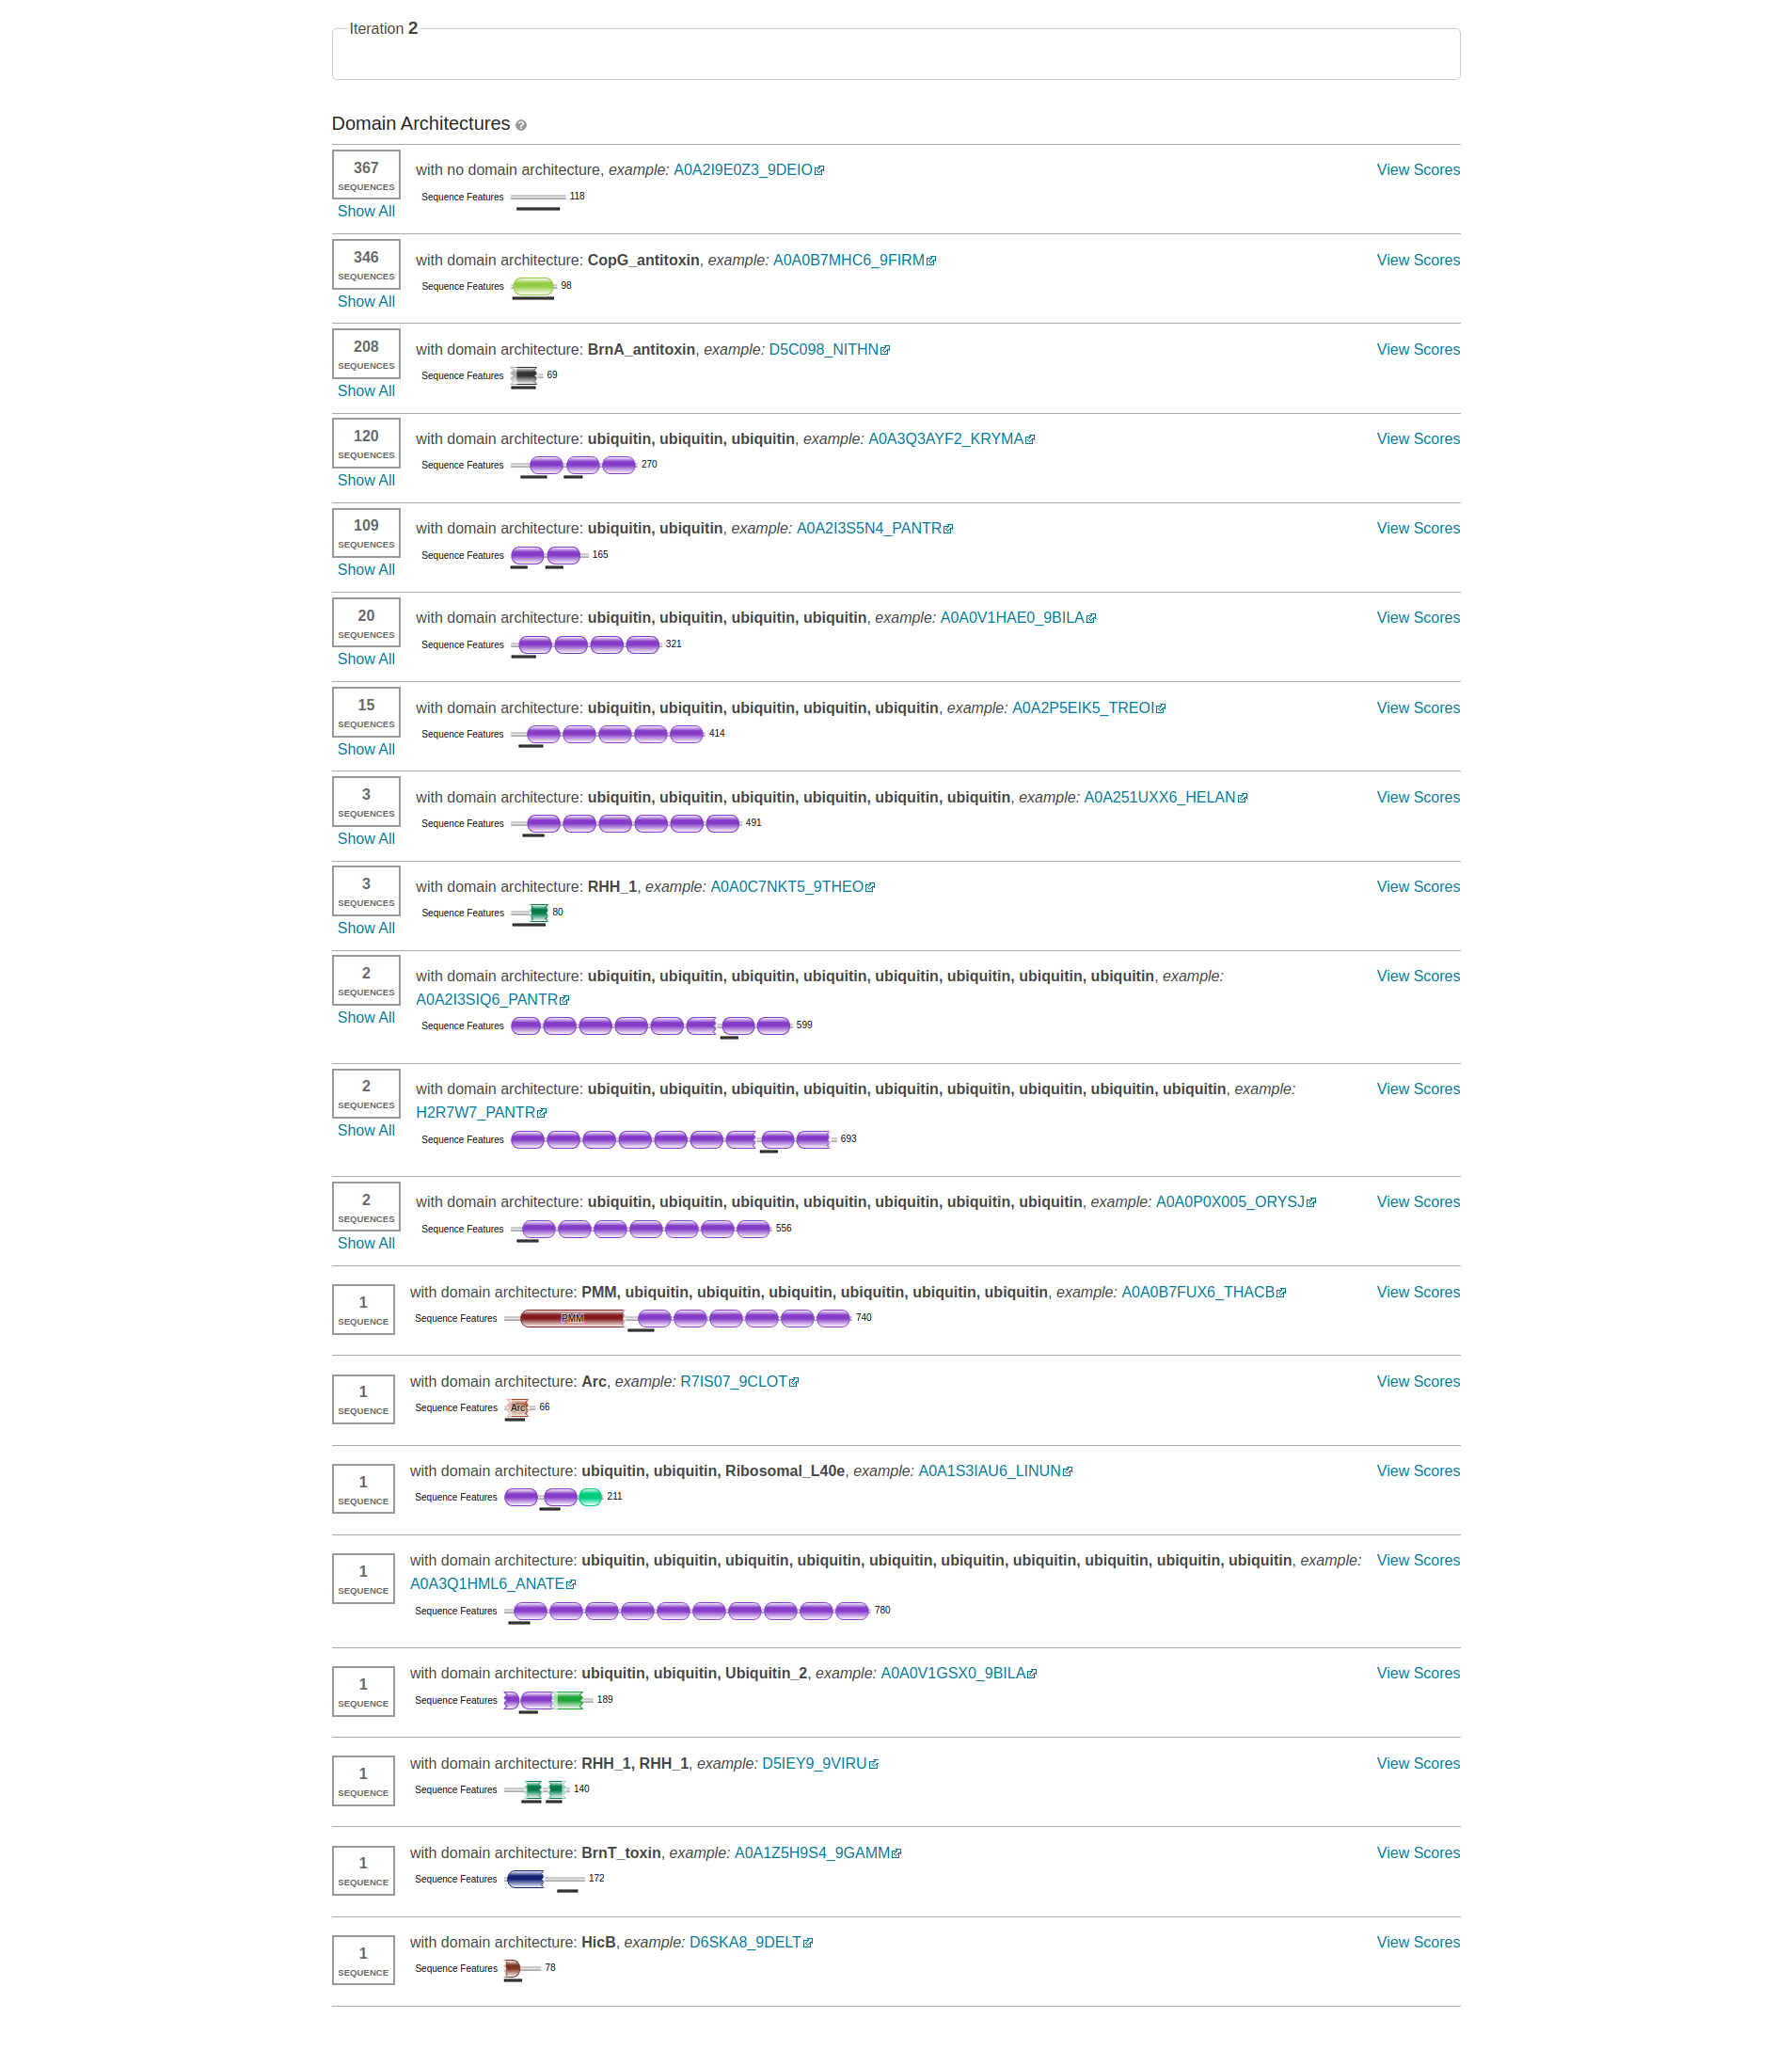 Iteration 2
Domain Architectures ?
367
SEQUENCES
Show All
with no domain architecture, example: A0A2I9E0Z3_9DEIO
View Scores
Sequence Features 118
346
SEQUENCES
Show All
with domain architecture: CopG_antitoxin, example: A0A0B7MHC6_9FIRM
View Scores
Sequence Features 98
208
SEQUENCES
Show All
with domain architecture: BrnA_antitoxin, example: D5C098_NITHN
View Scores
Sequence Features 69
120
SEQUENCES
Show All
with domain architecture: ubiquitin, ubiquitin, ubiquitin, example: A0A3Q3AYF2_KRYMA
View Scores
Sequence Features 270
109
SEQUENCES
Show All
with domain architecture: ubiquitin, ubiquitin, example: A0A2I3S5N4_PANTR
View Scores
Sequence Features 165
20
SEQUENCES
Show All
with domain architecture: ubiquitin, ubiquitin, ubiquitin, ubiquitin, example: A0A0V1HAE0_9BILA
View Scores
Sequence Features 321
15
SEQUENCES
Show All
with domain architecture: ubiquitin, ubiquitin, ubiquitin, ubiquitin, ubiquitin, example: A0A2P5EIK5_TREOI
View Scores
Sequence Features 414
3
SEQUENCES
Show All
with domain architecture: ubiquitin, ubiquitin, ubiquitin, ubiquitin, ubiquitin, ubiquitin, example: A0A251UXX6_HELAN
View Scores
Sequence Features 491
3
SEQUENCES
Show All
with domain architecture: RHH_1, example: A0A0C7NKT5_9THEO
View Scores
Sequence Features 80
2
SEQUENCES
Show All
with domain architecture: ubiquitin, ubiquitin, ubiquitin, ubiquitin, ubiquitin, ubiquitin, ubiquitin, ubiquitin, example:
A0A2I3SIQ6_PANTR
View Scores
Sequence Features 599
2
SEQUENCES
Show All
with domain architecture: ubiquitin, ubiquitin, ubiquitin, ubiquitin, ubiquitin, ubiquitin, ubiquitin, ubiquitin, ubiquitin, example:
H2R7W7_PANTR
View Scores
Sequence Features 693
2
SEQUENCES
Show All
with domain architecture: ubiquitin, ubiquitin, ubiquitin, ubiquitin, ubiquitin, ubiquitin, ubiquitin, example: A0A0P0X005_ORYSJ
View Scores
Sequence Features 556
1
SEQUENCE
with domain architecture: PMM, ubiquitin, ubiquitin, ubiquitin, ubiquitin, ubiquitin, ubiquitin, example: A0A0B7FUX6_THACB
View Scores
Sequence Features PMM 740
1
SEQUENCE
with domain architecture: Arc, example: R7IS07_9CLOT
View Scores
Sequence Features Arc 66
1
SEQUENCE
with domain architecture: ubiquitin, ubiquitin, Ribosomal_L40e, example: A0A1S3IAU6_LINUN
View Scores
Sequence Features 211
1
SEQUENCE
with domain architecture: ubiquitin, ubiquitin, ubiquitin, ubiquitin, ubiquitin, ubiquitin, ubiquitin, ubiquitin, ubiquitin, ubiquitin, example:
A0A3Q1HML6_ANATE
View Scores
Sequence Features 780
1
SEQUENCE
with domain architecture: ubiquitin, ubiquitin, Ubiquitin_2, example: A0A0V1GSX0_9BILA
View Scores
Sequence Features 189
1
SEQUENCE
with domain architecture: RHH_1, RHH_1, example: D5IEY9_9VIRU
View Scores
Sequence Features 140
1
SEQUENCE
with domain architecture: BrnT_toxin, example: A0A1Z5H9S4_9GAMM
View Scores
Sequence Features 172
1
SEQUENCE
with domain architecture: HicB, example: D6SKA8_9DELT
View Scores
Sequence Features 78